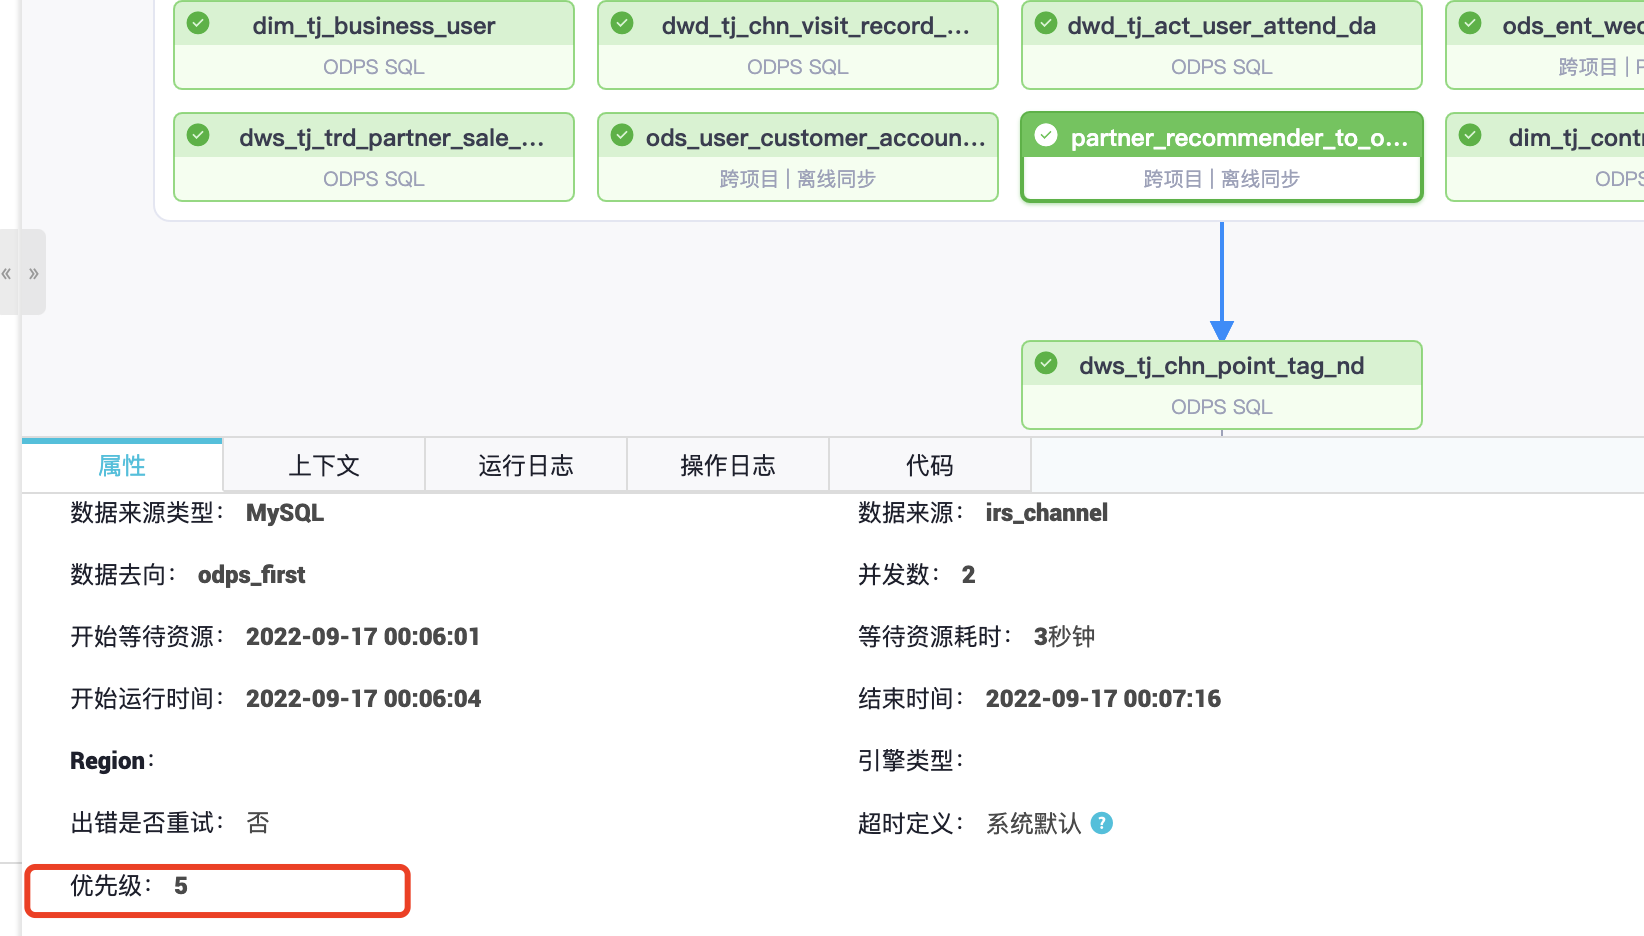 dim_tj_business_user
ODPS SQL
dwd_tj_chn_visit_record_...
ODPS SQL
dwd_tj_act_user_attend_da
ODPS SQL
ods_ent_wec
跨项目 |
dws_tj_trd_partner_sale_...
ODPS SQL
ods_user_customer_accoun...
跨项目 | 离线同步
partner_recommender_to_o...
跨项目 | 离线同步
dim_tj_contr
ODPS
« »
dws_tj_chn_point_tag_nd
ODPS SQL
属性 上下文 运行日志 操作日志 代码
数据来源类型： MySQL
数据来源： irs_channel
数据去向： odps_first
并发数： 2
开始等待资源： 2022-09-17 00:06:01
等待资源耗时： 3秒钟
开始运行时间： 2022-09-17 00:06:04
结束时间： 2022-09-17 00:07:16
Region：
引擎类型：
出错是否重试： 否
超时定义： 系统默认 ?
优先级： 5